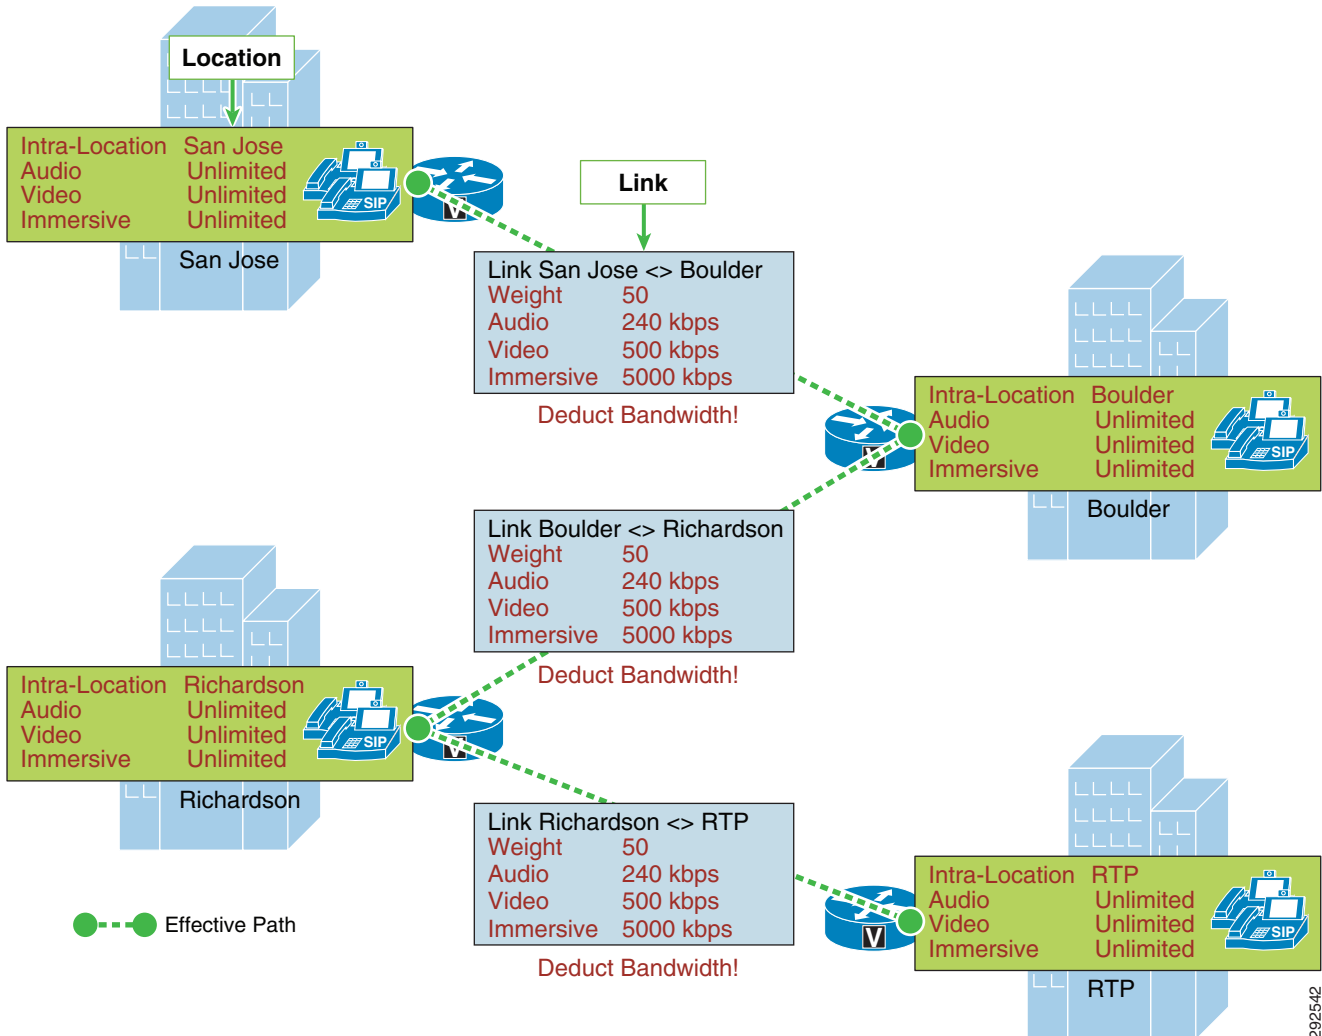 Location
Intra-Location San Jose
Audio Unlimited
Video Unlimited
Immersive Unlimited
SIP
V
San Jose
Link
Link San Jose <> Boulder
Weight 50
Audio 240 kbps
Video 500 kbps
Immersive 5000 kbps
Deduct Bandwidth!
Intra-Location Boulder
Audio Unlimited
Video Unlimited
Immersive Unlimited
SIP
V
Boulder
Link Boulder <> Richardson
Weight 50
Audio 240 kbps
Video 500 kbps
Immersive 5000 kbps
Deduct Bandwidth!
Intra-Location Richardson
Audio Unlimited
Video Unlimited
Immersive Unlimited
SIP
V
Richardson
Link Richardson <> RTP
Weight 50
Audio 240 kbps
Video 500 kbps
Immersive 5000 kbps
Deduct Bandwidth!
Intra-Location RTP
Audio Unlimited
Video Unlimited
Immersive Unlimited
SIP
V
RTP
Effective Path
292542